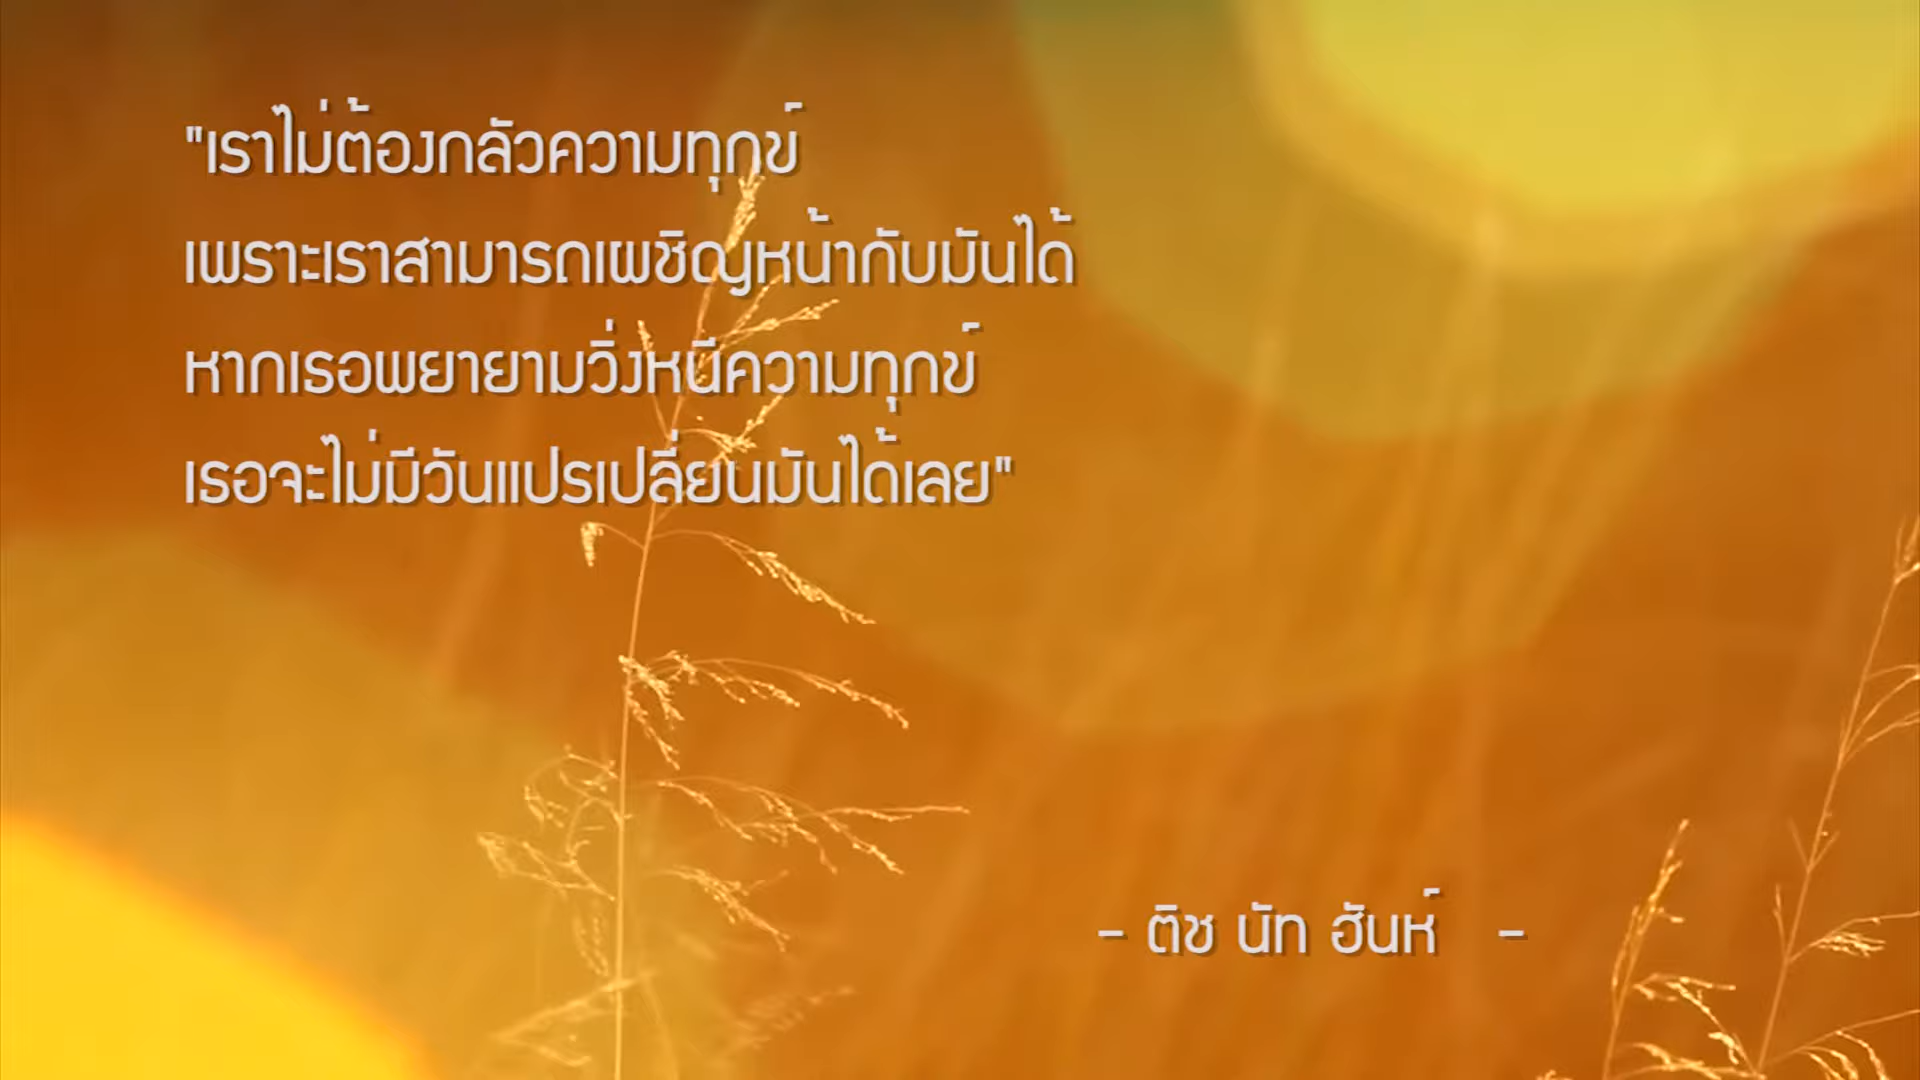 "เราไม่ต้องกลัวความทุกข์
เพราะเราสามารถเผชิญหน้ากับมันได้
หากเธอพยายามวิ่งหนีความทุกข์
เธอจะไม่มีวันแปรเปลี่ยนมันได้เลย"
- ติช นัท ฮันห์ -